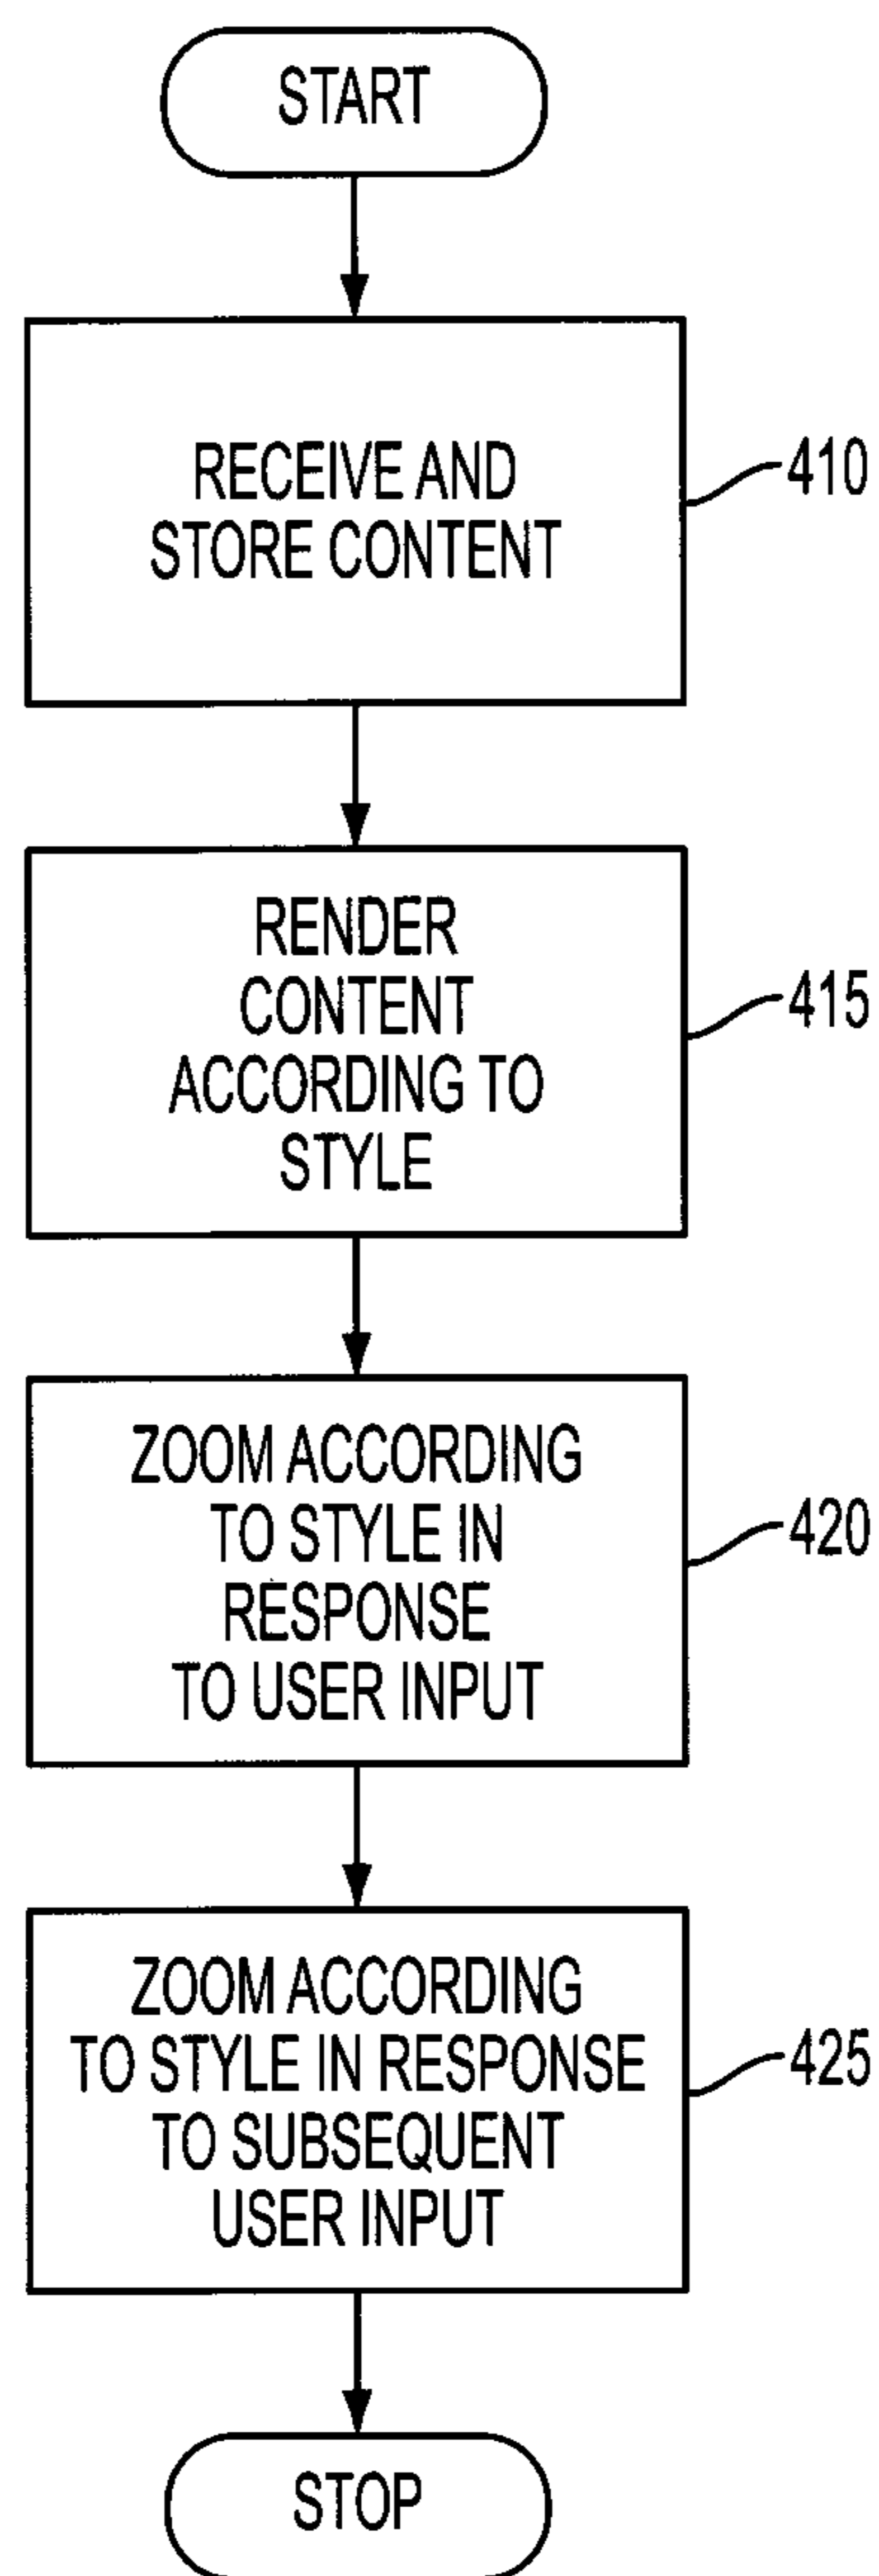 START
RECEIVE AND
STORE CONTENT
410
RENDER
CONTENT
ACCORDING TO
STYLE
415
ZOOM ACCORDING
TO STYLE IN
RESPONSE
TO USER INPUT
420
ZOOM ACCORDING
TO STYLE IN RESPONSE
TO SUBSEQUENT
USER INPUT
425
STOP